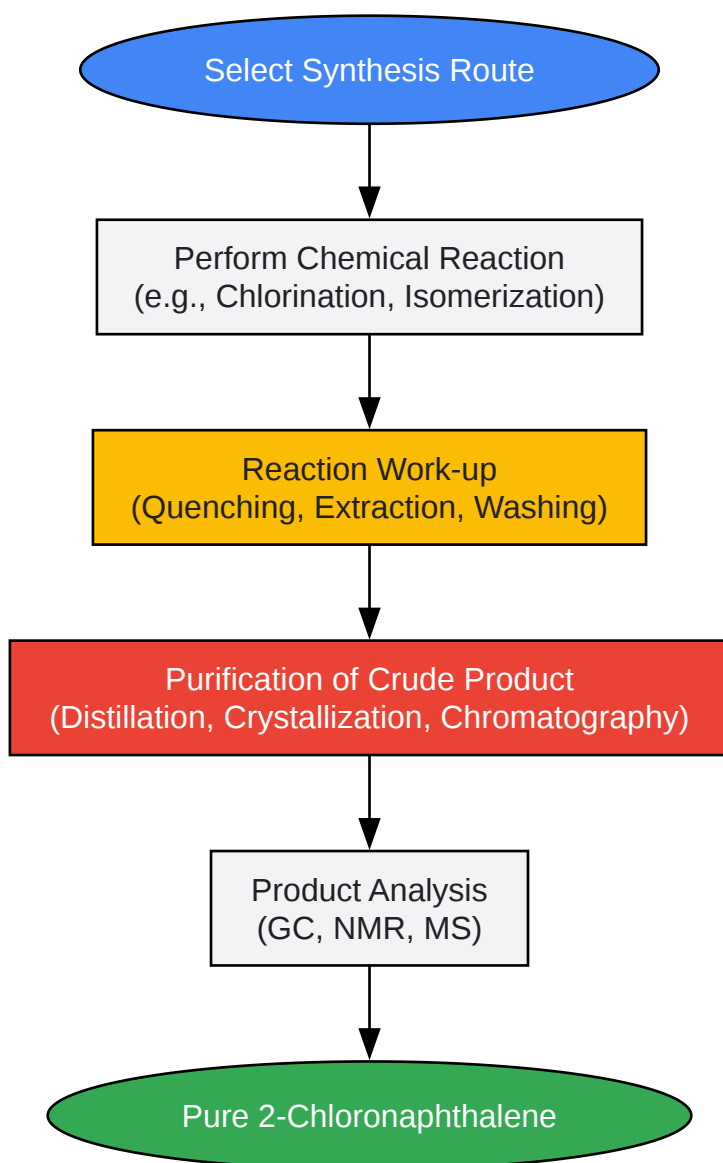 Select Synthesis Route
Perform Chemical Reaction
(e.g., Chlorination, Isomerization)
Reaction Work-up
(Quenching, Extraction, Washing)
Purification of Crude Product
(Distillation, Crystallization, Chromatography)
Product Analysis
(GC, NMR, MS)
Pure 2-Chloronaphthalene